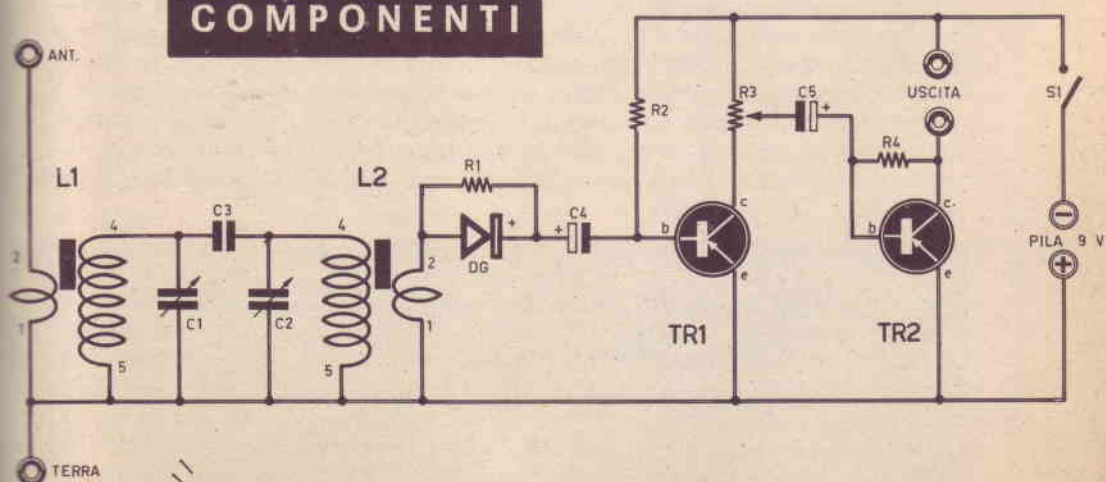 COMPONENTI
ANT.
L1
2
1
4
5
C1
C3
C2
L2
4
5
2
1
R1
+
DG
+
C4
R2
b
c
e
TR1
R3
C5
+
R4
b
c.
e
TR2
USCITA
S1
−
PILA 9 V
+
TERRA